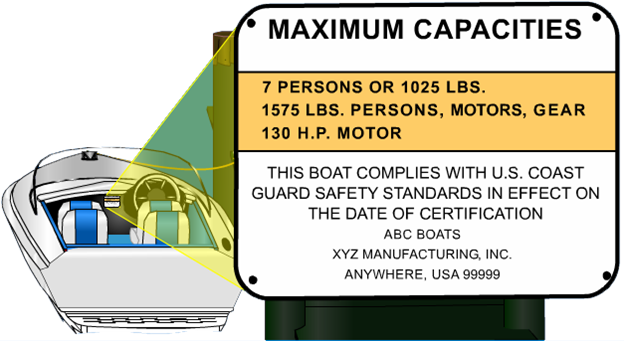 MAXIMUM CAPACITIES
7 PERSONS OR 1025 LBS.
1575 LBS. PERSONS, MOTORS, GEAR
130 H.P. MOTOR
THIS BOAT COMPLIES WITH U.S. COAST
GUARD SAFETY STANDARDS IN EFFECT ON
THE DATE OF CERTIFICATION
ABC BOATS
XYZ MANUFACTURING, INC.
ANYWHERE, USA 99999